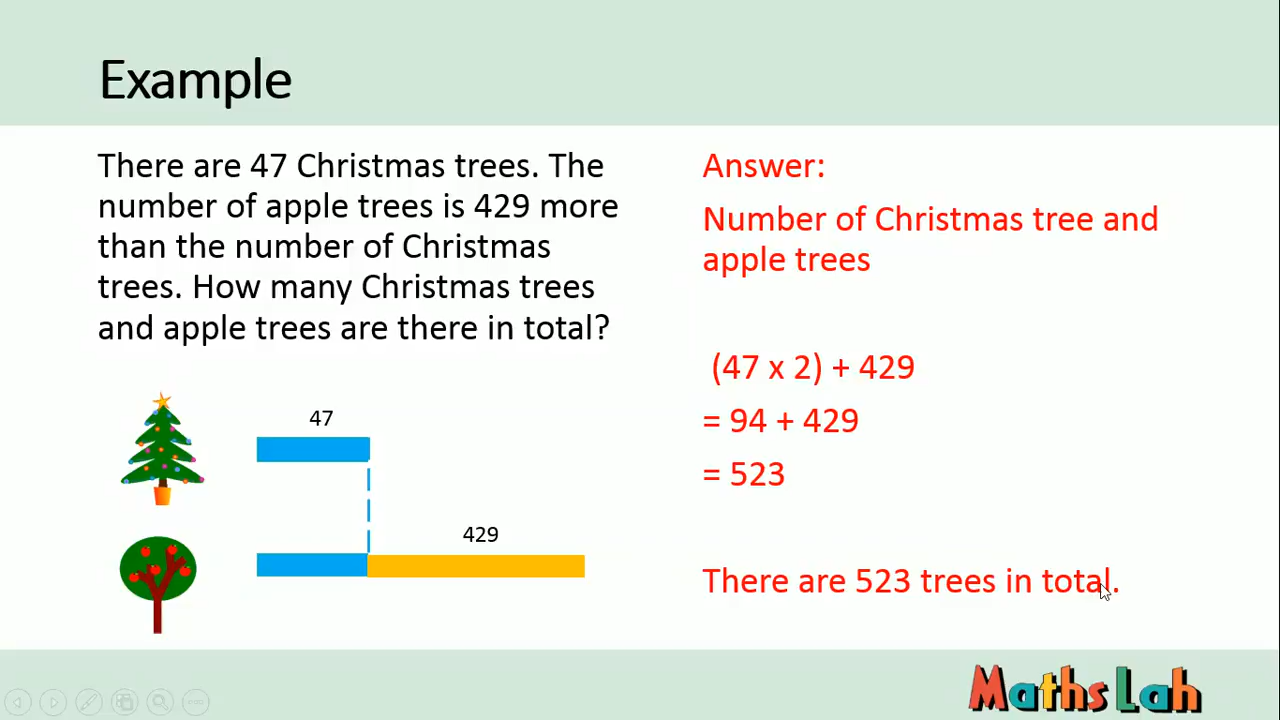 Example
There are 47 Christmas trees. The
number of apple trees is 429 more
than the number of Christmas
trees. How many Christmas trees
and apple trees are there in total?
47
429
Answer:
Number of Christmas tree and
apple trees
(47 x 2) + 429
= 94 + 429
= 523
There are 523 trees in total.
Maths Lah